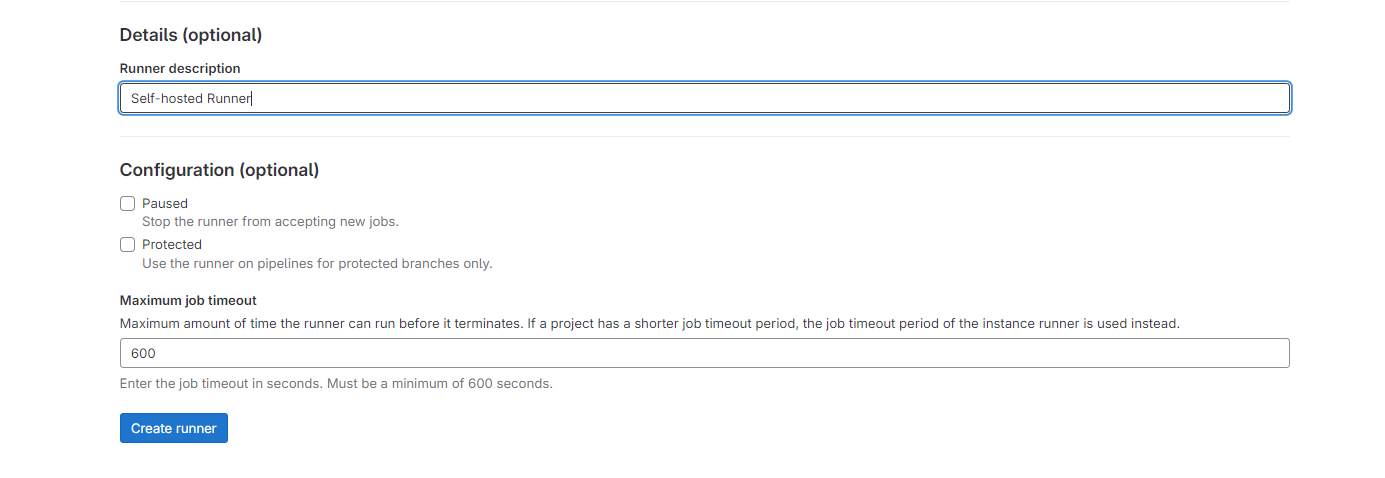 Details (optional)
Runner description
Self-hosted Runner
Configuration (optional)
Paused
Stop the runner from accepting new jobs.
Protected
Use the runner on pipelines for protected branches only.
Maximum job timeout
Maximum amount of time the runner can run before it terminates. If a project has a shorter job timeout period, the job timeout period of the instance runner is used instead.
600
Enter the job timeout in seconds. Must be a minimum of 600 seconds.
Create runner